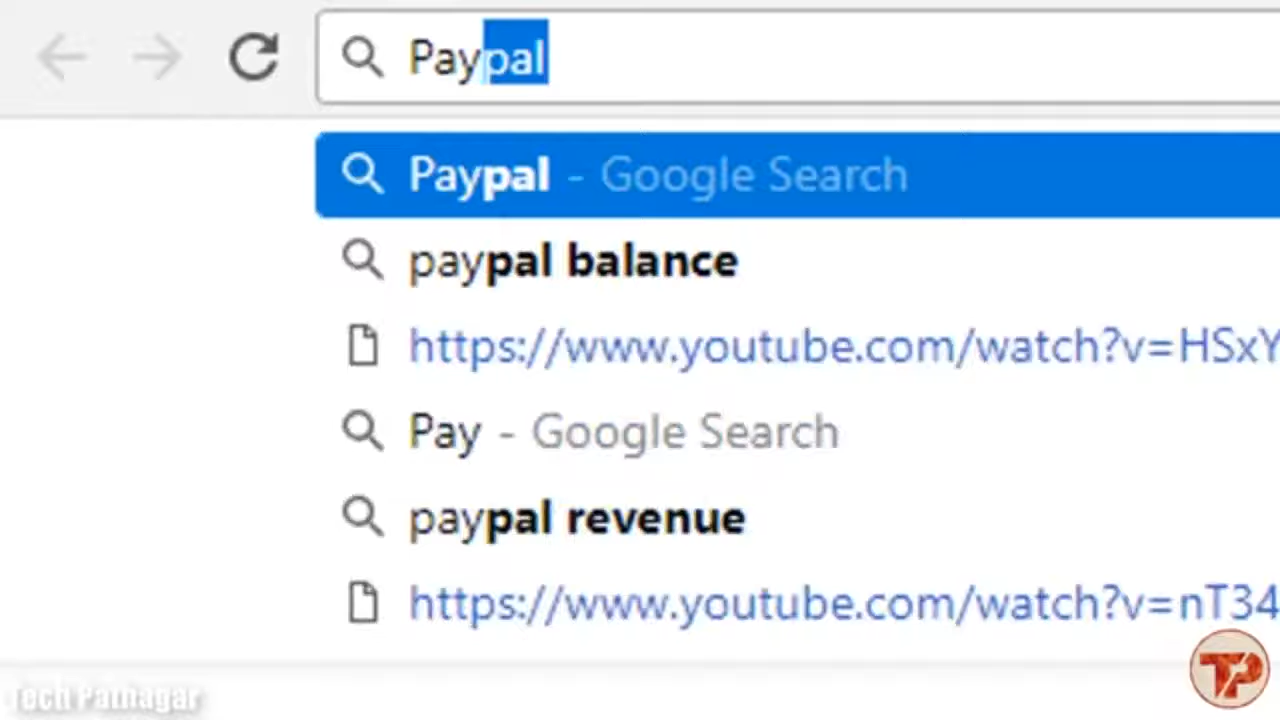 Paypal
Paypal - Google Search
paypal balance
https://www.youtube.com/watch?v=HSxY
Pay - Google Search
paypal revenue
https://www.youtube.com/watch?v=nT34
Tech Patnagar
TP